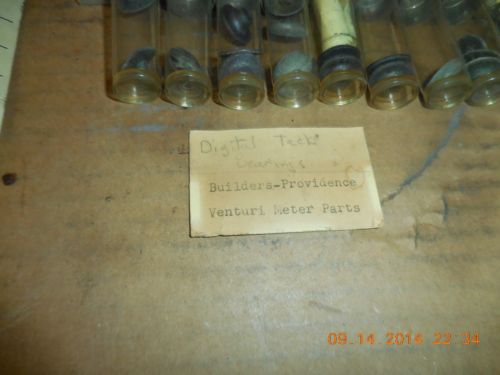 Digital Tech
Bearings
Builders-Providence
Venturi Meter Parts
09.14.2014 22:34